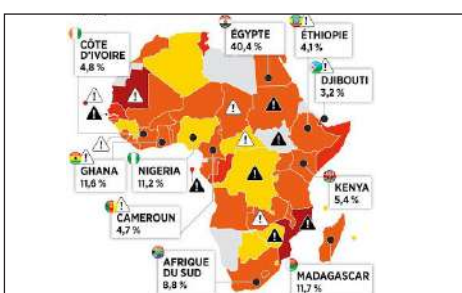 CÔTE
D'IVOIRE
4,8 %
ÉGYPTE
40,4 %
ÉTHIOPIE
4,1 %
DJIBOUTI
3,2 %
GHANA
11,6 %
NIGERIA
11,2 %
KENYA
5,4 %
CAMEROUN
4,7 %
AFRIQUE
DU SUD
8,8 %
MADAGASCAR
11,7 %